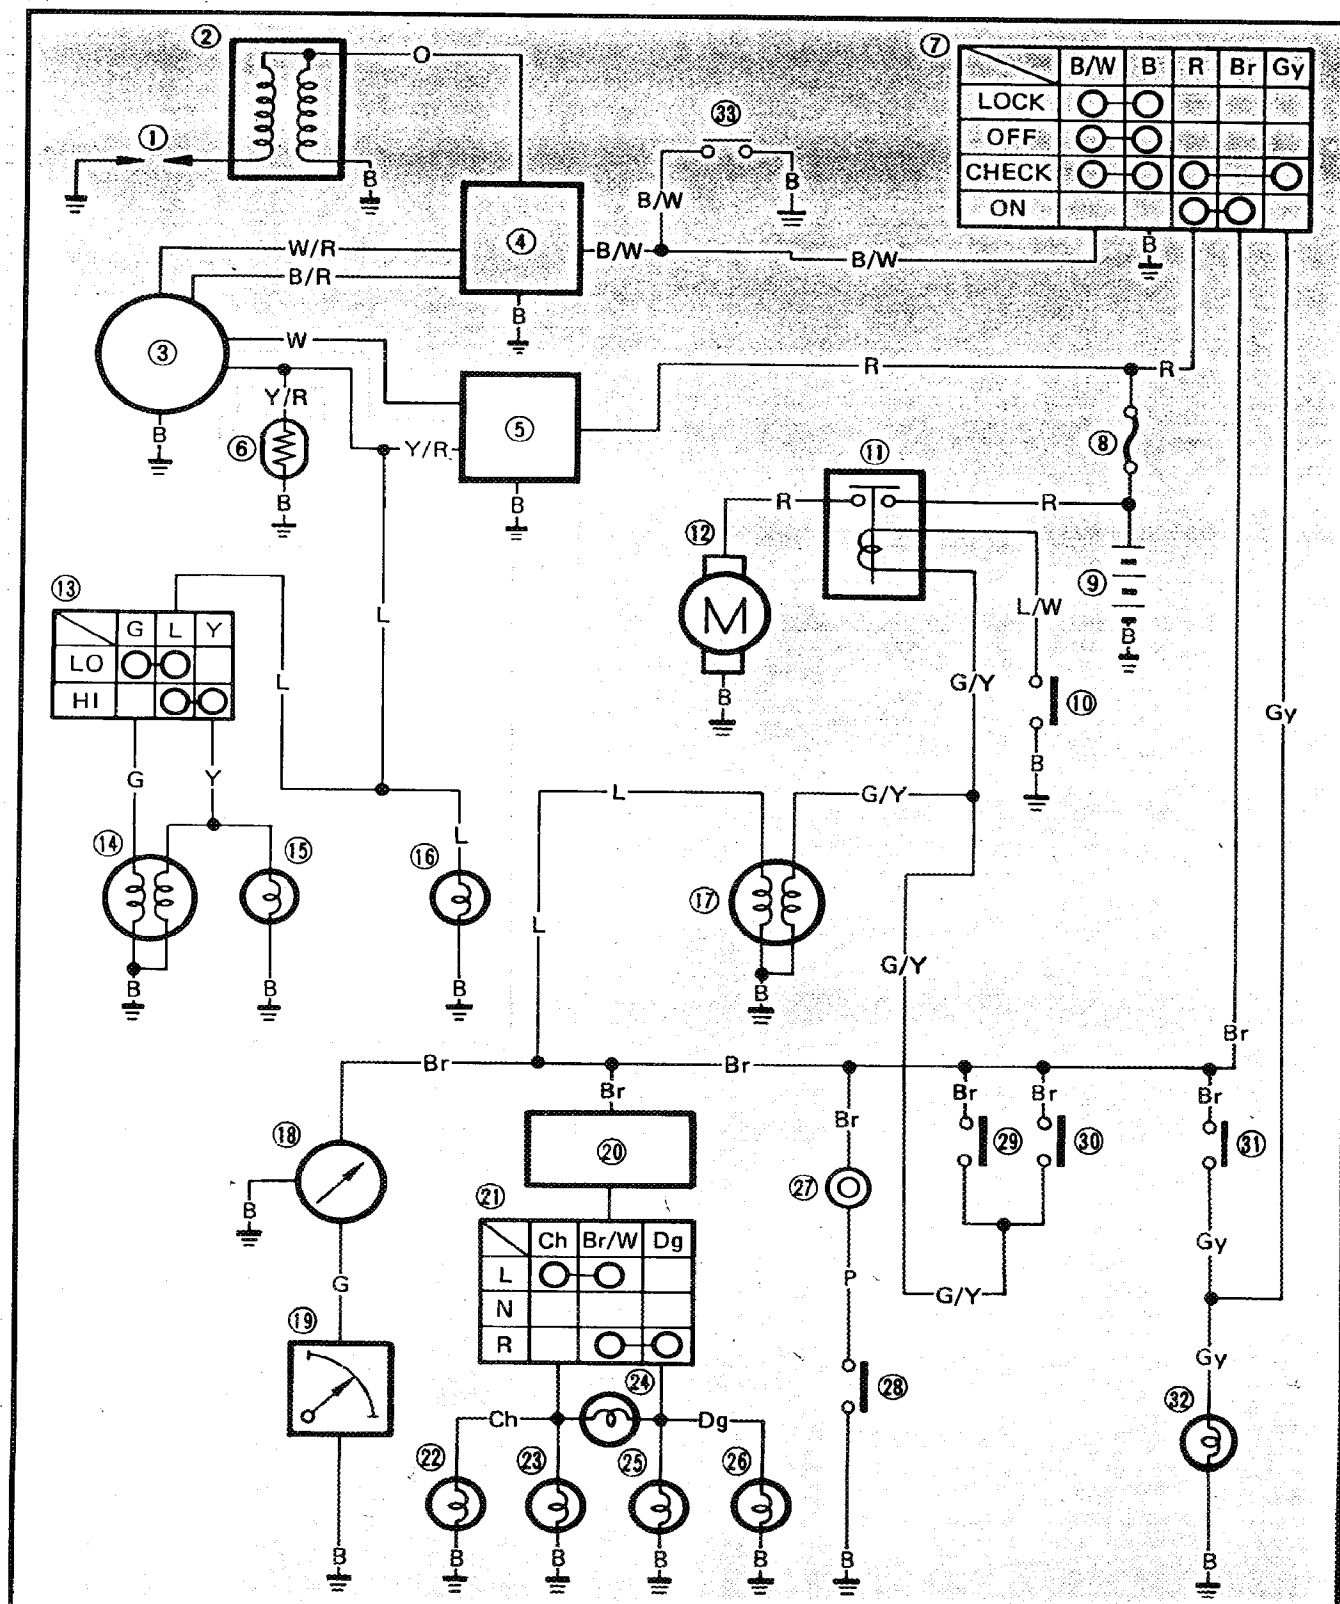 ② O ⑦ B/W B R Br Gy
LOCK
OFF
CHECK
ON
① B ㉝ B/W B
④ B/W B/W B
W/R
B/R
B
③ W
Y/R
B
⑥ B
Y/R ⑤ R R
B
⑧
⑪
R R
⑫ M B
⑨ B
L/W
⑩ B
G/Y
Gy
⑬ G L Y
LO
HI
L L
G Y
⑭ B
⑮ B
⑯ L B
L G/Y
⑰ B
L
G/Y
Br Br Br
⑱ B
G
⑲ B
Br
⑳
㉑ Ch Br/W Dg
L
N
R
㉔
Ch Dg
㉒ ㉓ ㉕ ㉖
B B B B
Br
㉗
P
㉘
B
Br Br
㉙ ㉚
G/Y
Br
㉛
Gy
Gy
㉜
B